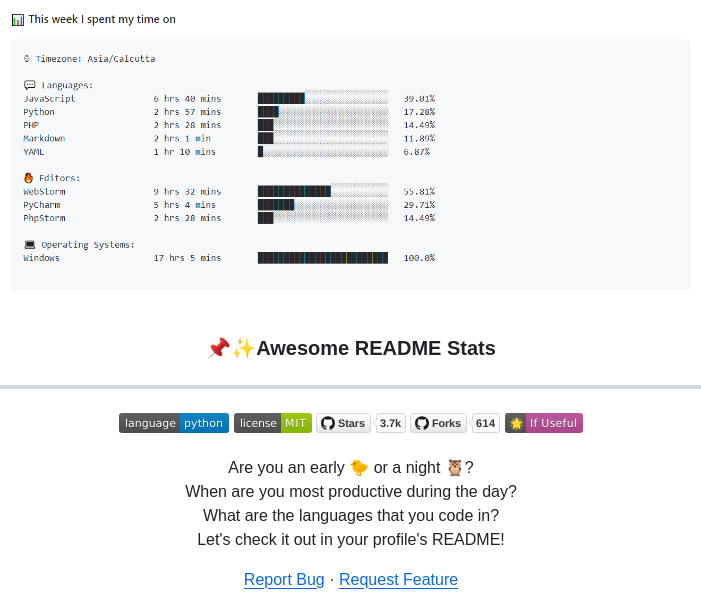 📊 This week I spent my time on
⌚︎ Timezone: Asia/Calcutta
💬 Languages:
JavaScript 6 hrs 40 mins 39.01%
Python 2 hrs 57 mins 17.28%
PHP 2 hrs 28 mins 14.49%
Markdown 2 hrs 1 min 11.89%
YAML 1 hr 10 mins 6.87%
🔥 Editors:
WebStorm 9 hrs 32 mins 55.81%
PyCharm 5 hrs 4 mins 29.71%
PhpStorm 2 hrs 28 mins 14.49%
💻 Operating Systems:
Windows 17 hrs 5 mins 100.0%
📌✨Awesome README Stats
language python license MIT Stars 3.7k Forks 614 🌟 If Useful
Are you an early 🐤 or a night 🦉?
When are you most productive during the day?
What are the languages that you code in?
Let's check it out in your profile's README!
Report Bug · Request Feature